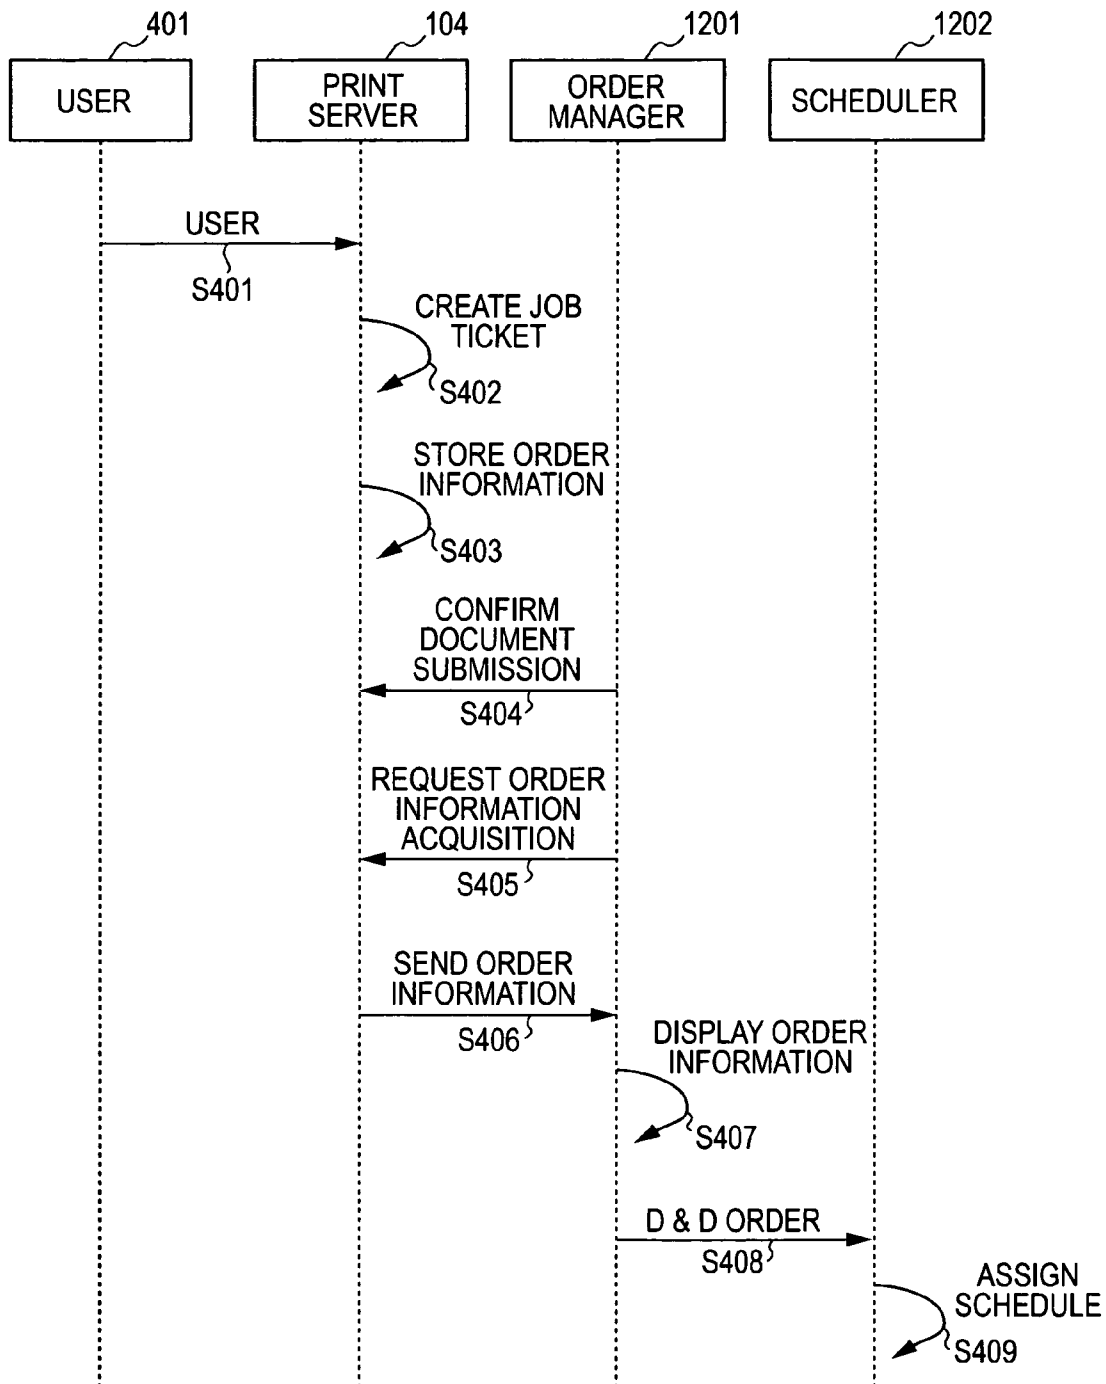 401
104
1201
1202
USER
PRINT
SERVER
ORDER
MANAGER
SCHEDULER
USER
S401
CREATE JOB
TICKET
S402
STORE ORDER
INFORMATION
S403
CONFIRM
DOCUMENT
SUBMISSION
S404
REQUEST ORDER
INFORMATION
ACQUISITION
S405
SEND ORDER
INFORMATION
S406
DISPLAY ORDER
INFORMATION
S407
D & D ORDER
S408
ASSIGN
SCHEDULE
S409